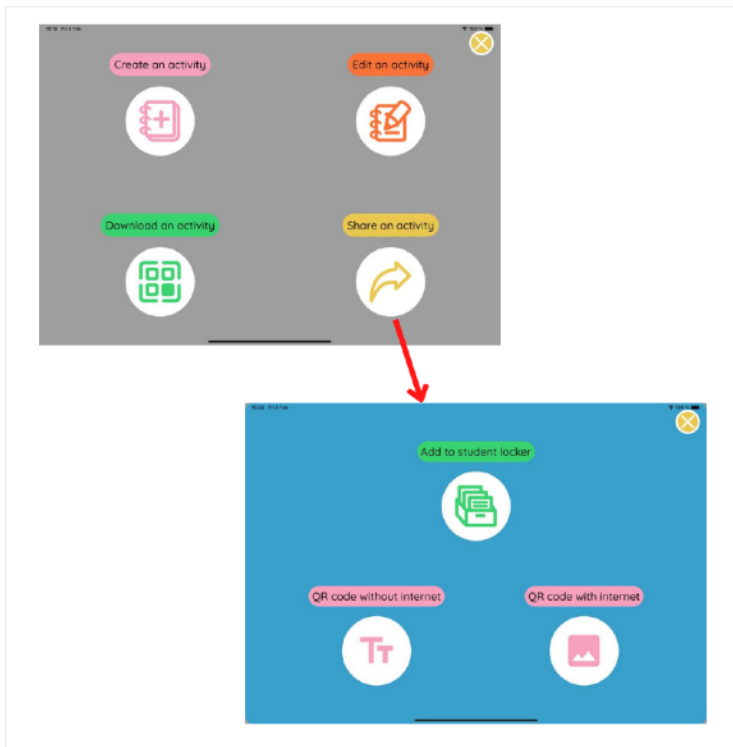 Create an activity
Edit an activity
Download an activity
Share an activity
Add to student locker
QR code without internet
QR code with internet
TT